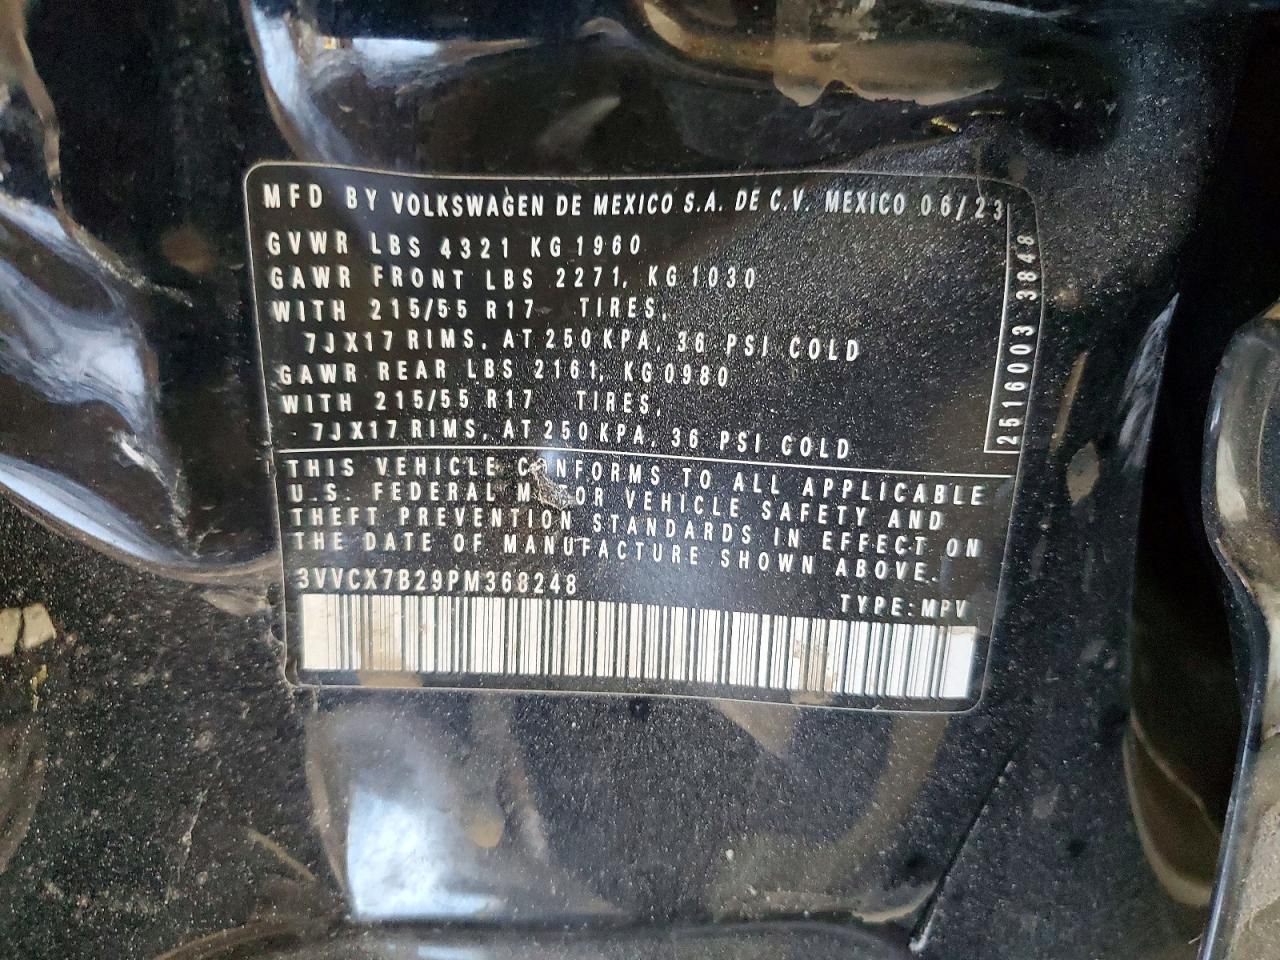 MFD BY VOLKSWAGEN DE MEXICO S.A. DE C.V. MEXICO 06/23
GVWR LBS 4321 KG 1960
GAWR FRONT LBS 2271, KG 1030
WITH 215/55 R17 TIRES,
7JX17 RIMS, AT 250 KPA, 36 PSI COLD
GAWR REAR LBS 2161, KG 0980
WITH 215/55 R17 TIRES,
7JX17 RIMS, AT 250 KPA, 36 PSI COLD
2516003 3848
THIS VEHICLE CONFORMS TO ALL APPLICABLE
U.S. FEDERAL MOTOR VEHICLE SAFETY AND
THEFT PREVENTION STANDARDS IN EFFECT ON
THE DATE OF MANUFACTURE SHOWN ABOVE.
3VVCX7B29PM368248
TYPE: MPV